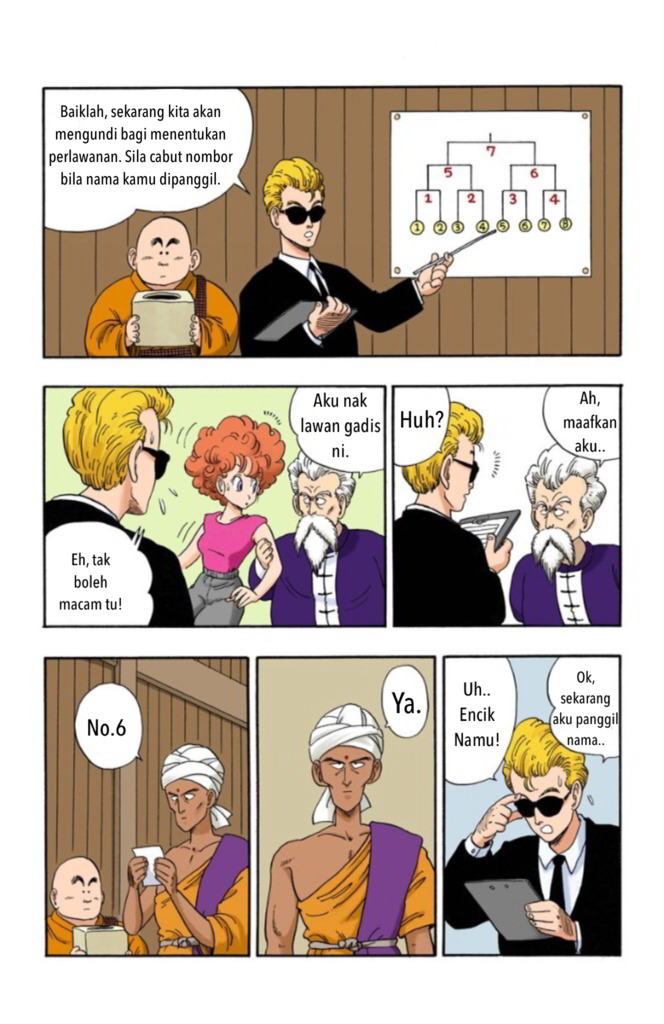 Baiklah, sekarang kita akan
mengundi bagi menentukan
perlawanan. Sila cabut nombor
bila nama kamu dipanggil.
7
5 6
1 2 3 4
1 2 3 4 5 6 7 8
Ah,
maafkan
aku..
Huh?
Aku nak
lawan gadis
ni.
Eh, tak
boleh
macam tu!
Ok,
sekarang
aku panggil
nama..
Uh..
Encik
Namu!
Ya.
No.6